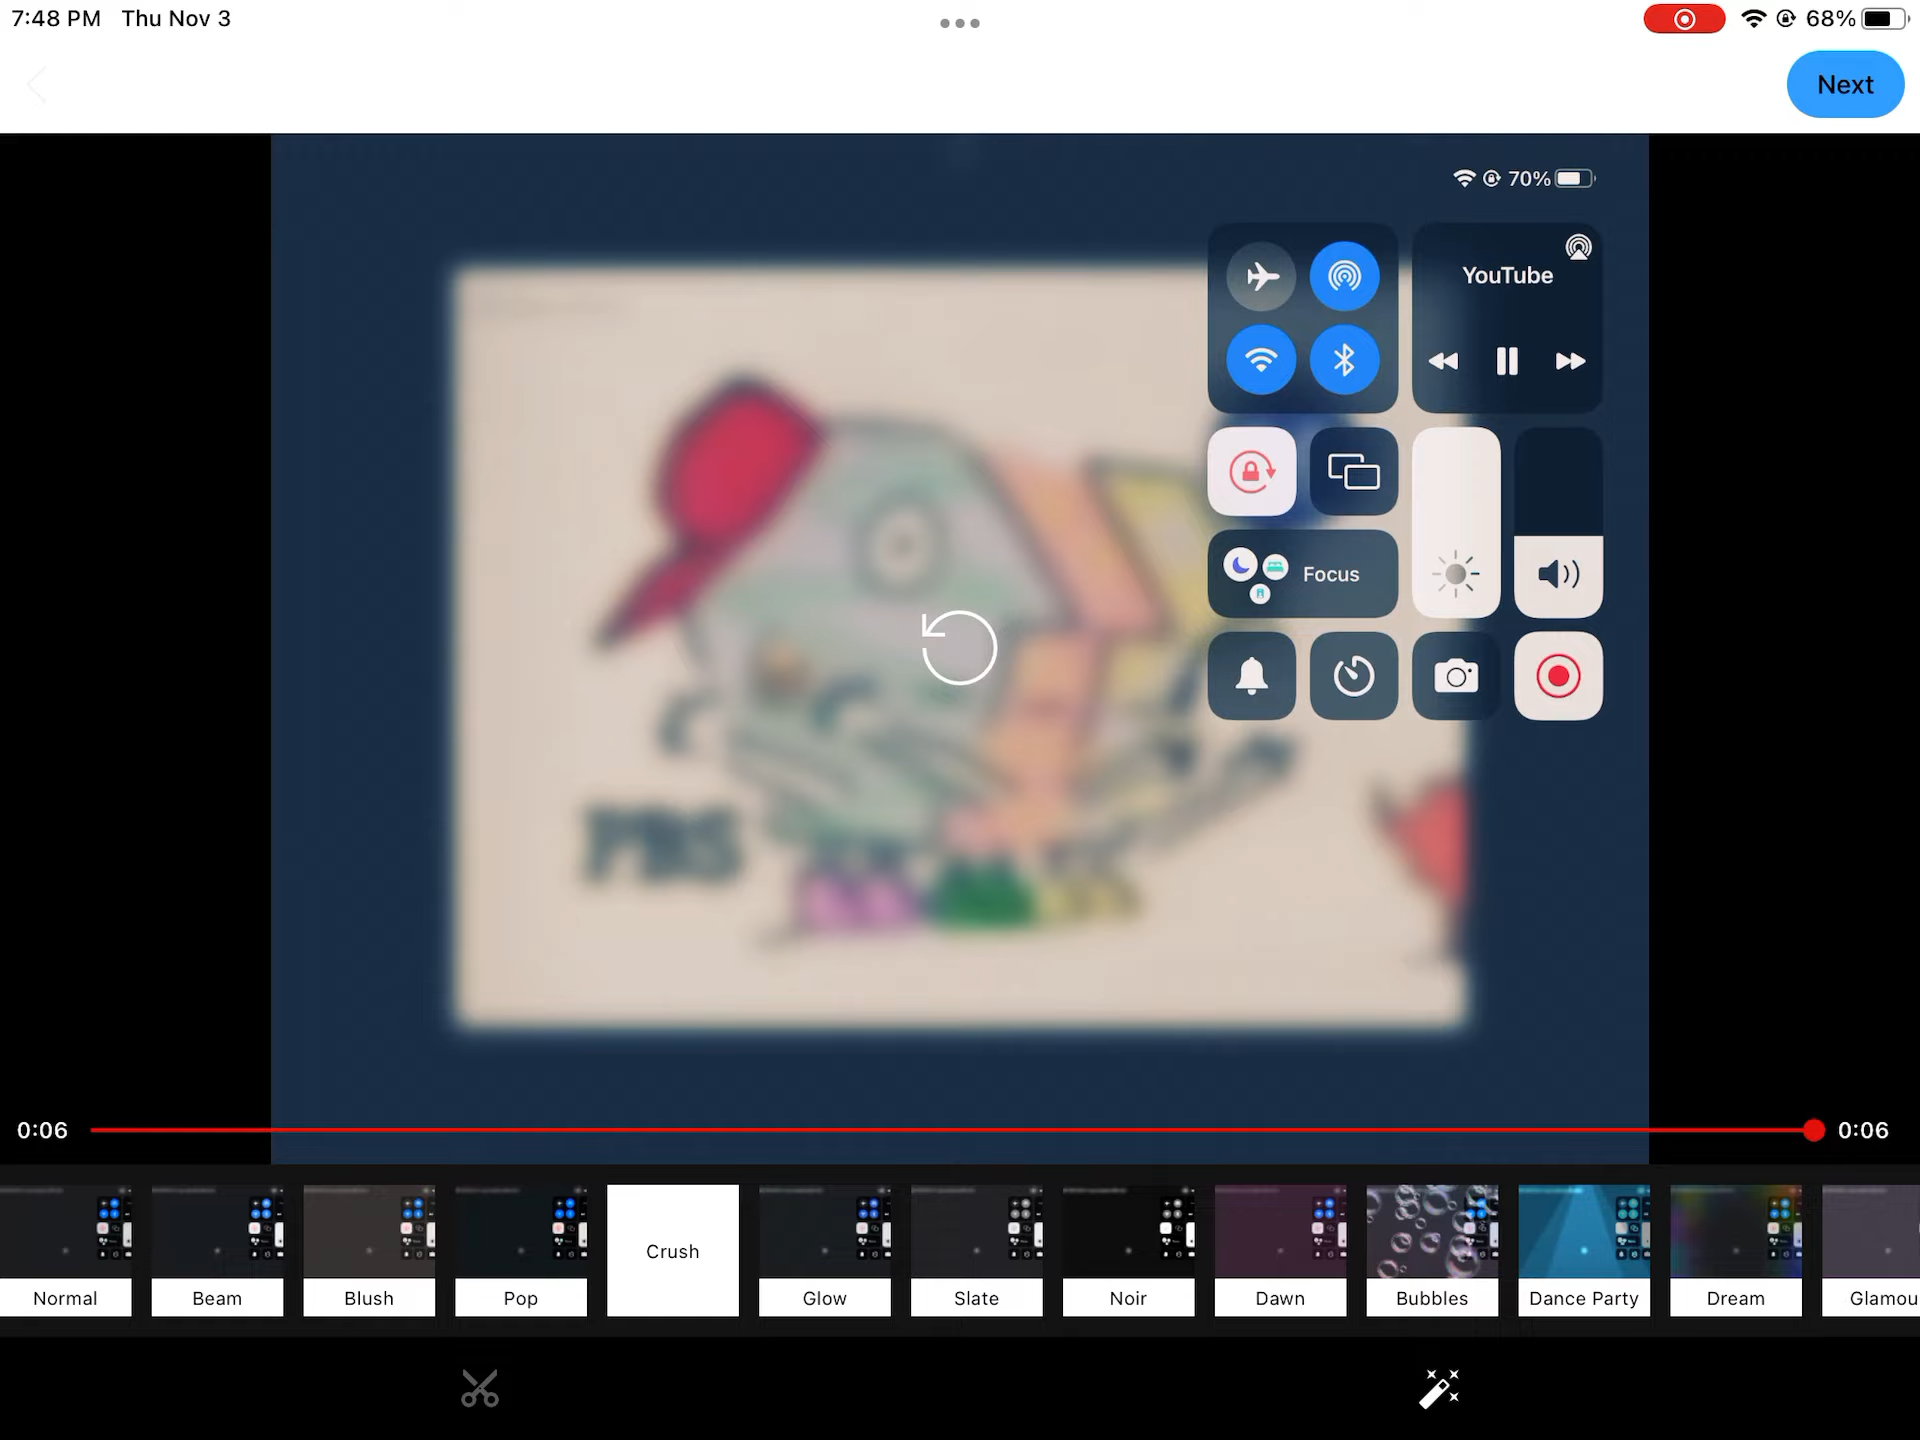 7:48 PM Thu Nov 3
68%
Next
70%
YouTube
Focus
PBS
0:06
0:06
Crush
Normal
Beam
Blush
Pop
Glow
Slate
Noir
Dawn
Bubbles
Dance Party
Dream
Glamou